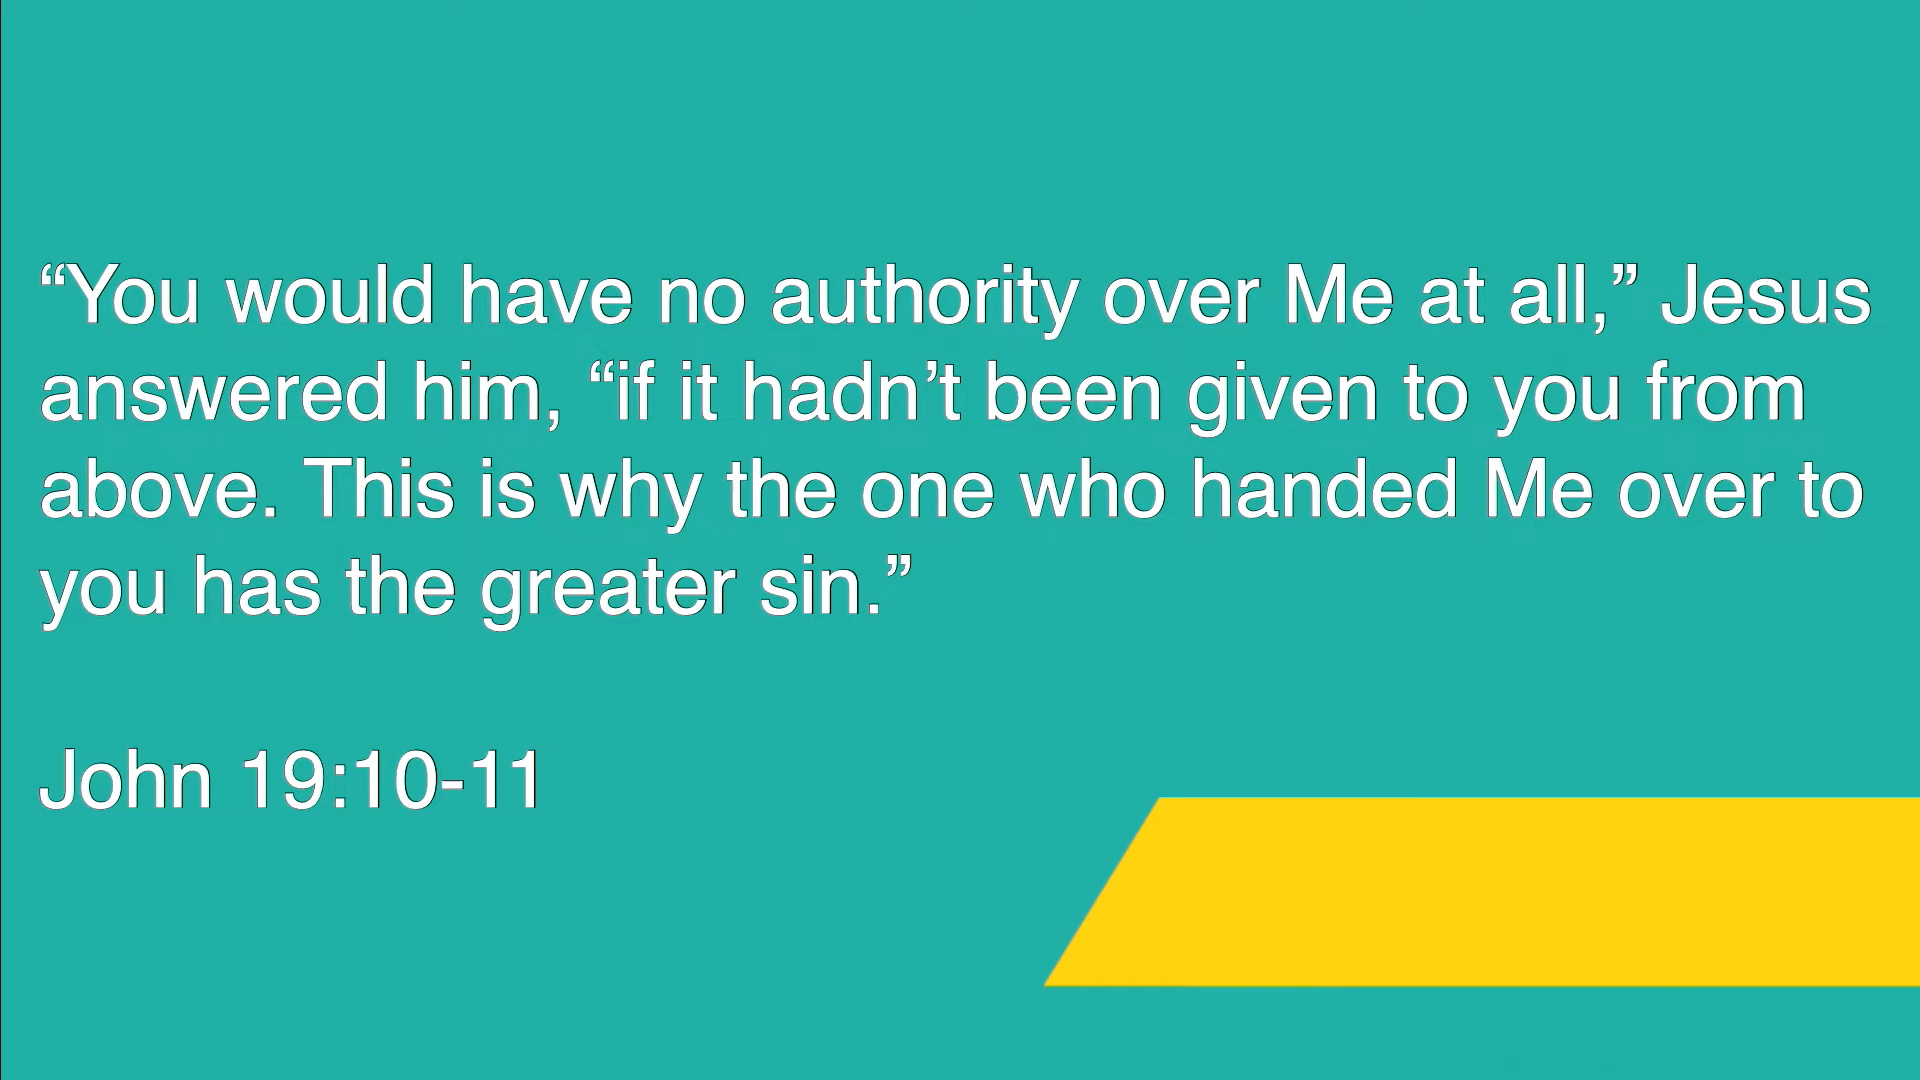 “You would have no authority over Me at all,” Jesus
answered him, “if it hadn’t been given to you from
above. This is why the one who handed Me over to
you has the greater sin.”
John 19:10-11